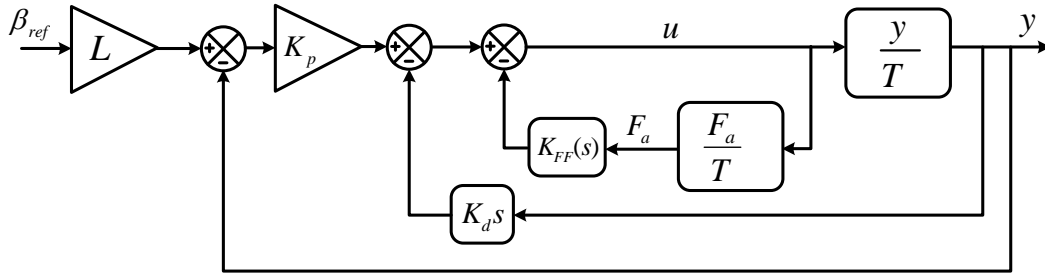 β_ref
L
+
-
K_p
+
-
+
-
u
y
T
y
K_FF(s)
F_a
F_a
T
K_d s